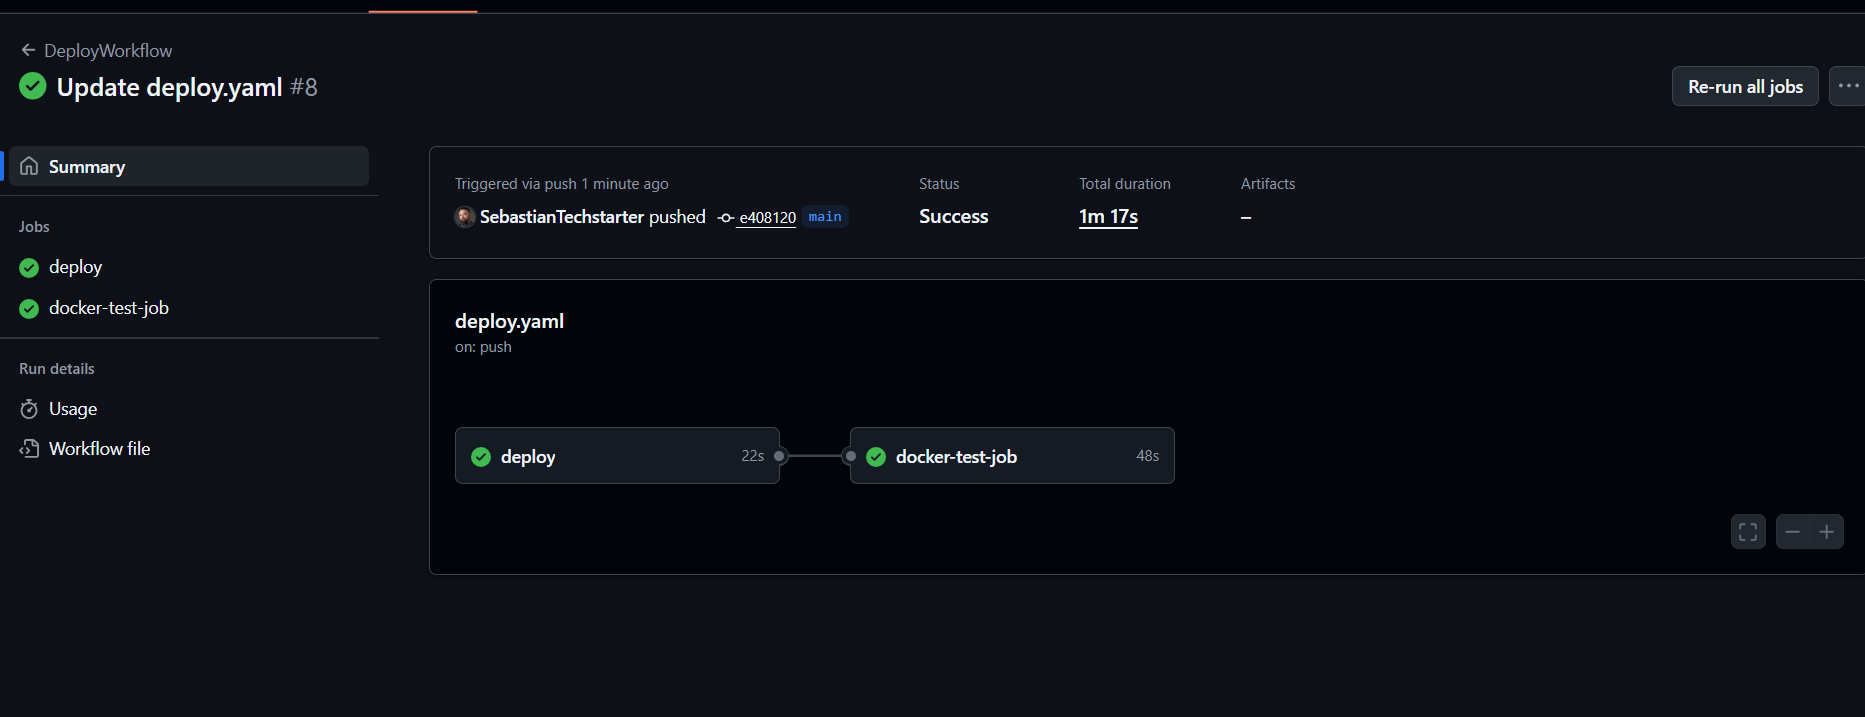 DeployWorkflow
Update deploy.yaml #8
Re-run all jobs
Summary
Jobs
deploy
docker-test-job
Run details
Usage
Workflow file
Triggered via push 1 minute ago
SebastianTechstarter pushed e408120 main
Status
Success
Total duration
1m 17s
Artifacts
–
deploy.yaml
on: push
deploy 22s
docker-test-job 48s